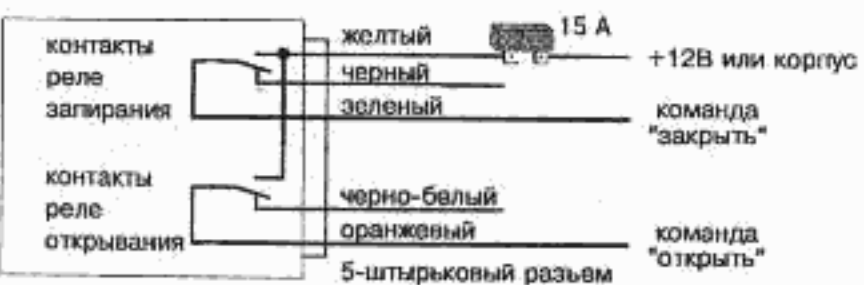 контакты
реле
запирания
желтый
15 А
+12В или корпус
черный
зеленый
команда
"закрыть"
контакты
реле
открывания
черно-белый
оранжевый
команда
"открыть"
5-штырьковый разъем